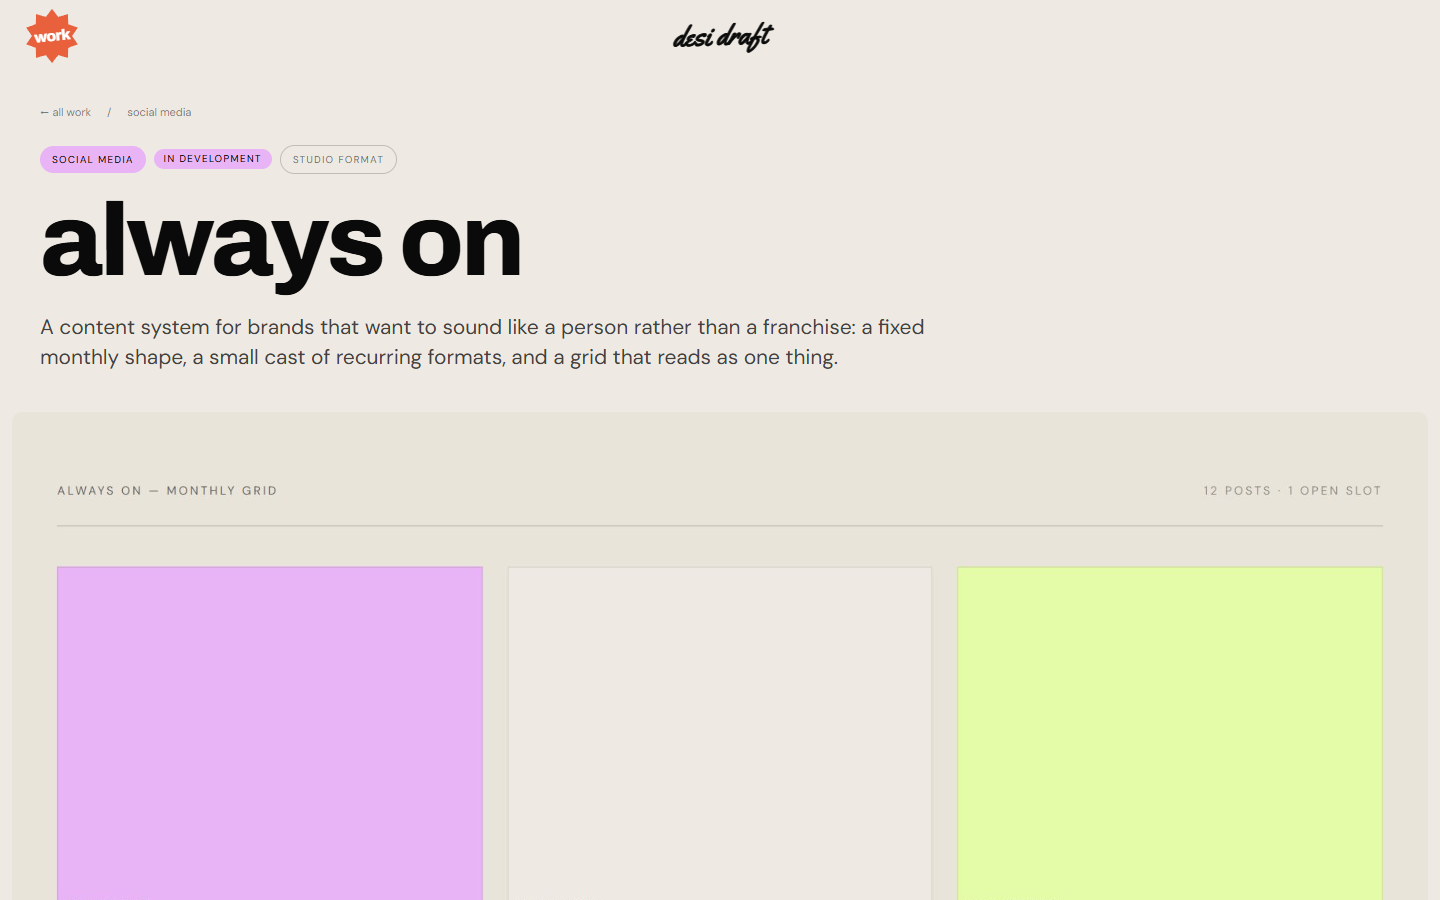 work
desi draft
← all work / social media
SOCIAL MEDIA IN DEVELOPMENT STUDIO FORMAT
always on
A content system for brands that want to sound like a person rather than a franchise: a fixed
monthly shape, a small cast of recurring formats, and a grid that reads as one thing.
ALWAYS ON — MONTHLY GRID 12 POSTS · 1 OPEN SLOT